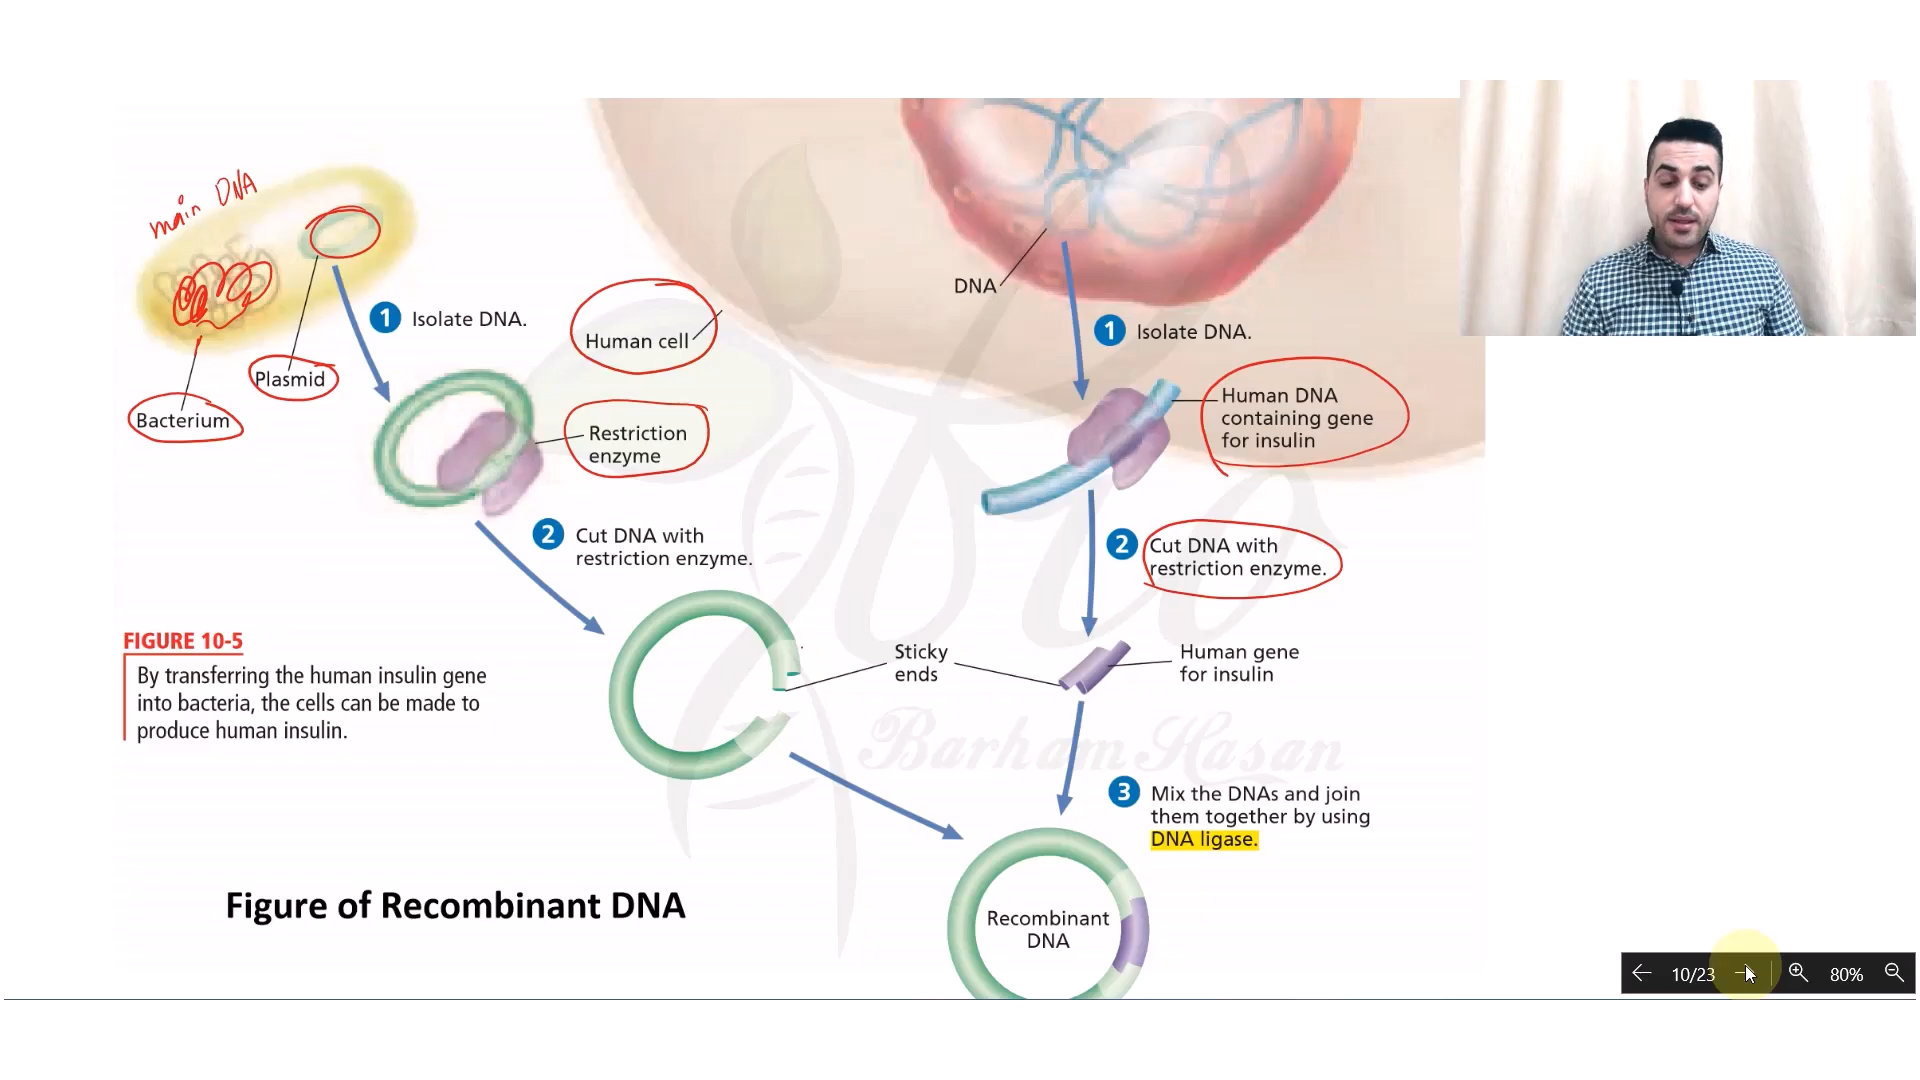 main DNA
1 Isolate DNA.
Human cell
Plasmid
Bacterium
Restriction
enzyme
2 Cut DNA with
restriction enzyme.
DNA
1 Isolate DNA.
Human DNA
containing gene
for insulin
2 Cut DNA with
restriction enzyme.
FIGURE 10-5
By transferring the human insulin gene
into bacteria, the cells can be made to
produce human insulin.
Sticky
ends
Human gene
for insulin
Bio
Barham Hasan
3 Mix the DNAs and join
them together by using
DNA ligase.
Figure of Recombinant DNA
Recombinant
DNA
10/23
80%